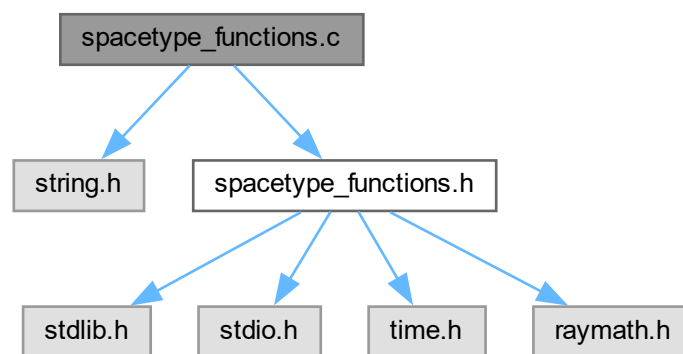 spacetype_functions.c
string.h
spacetype_functions.h
stdlib.h
stdio.h
time.h
raymath.h